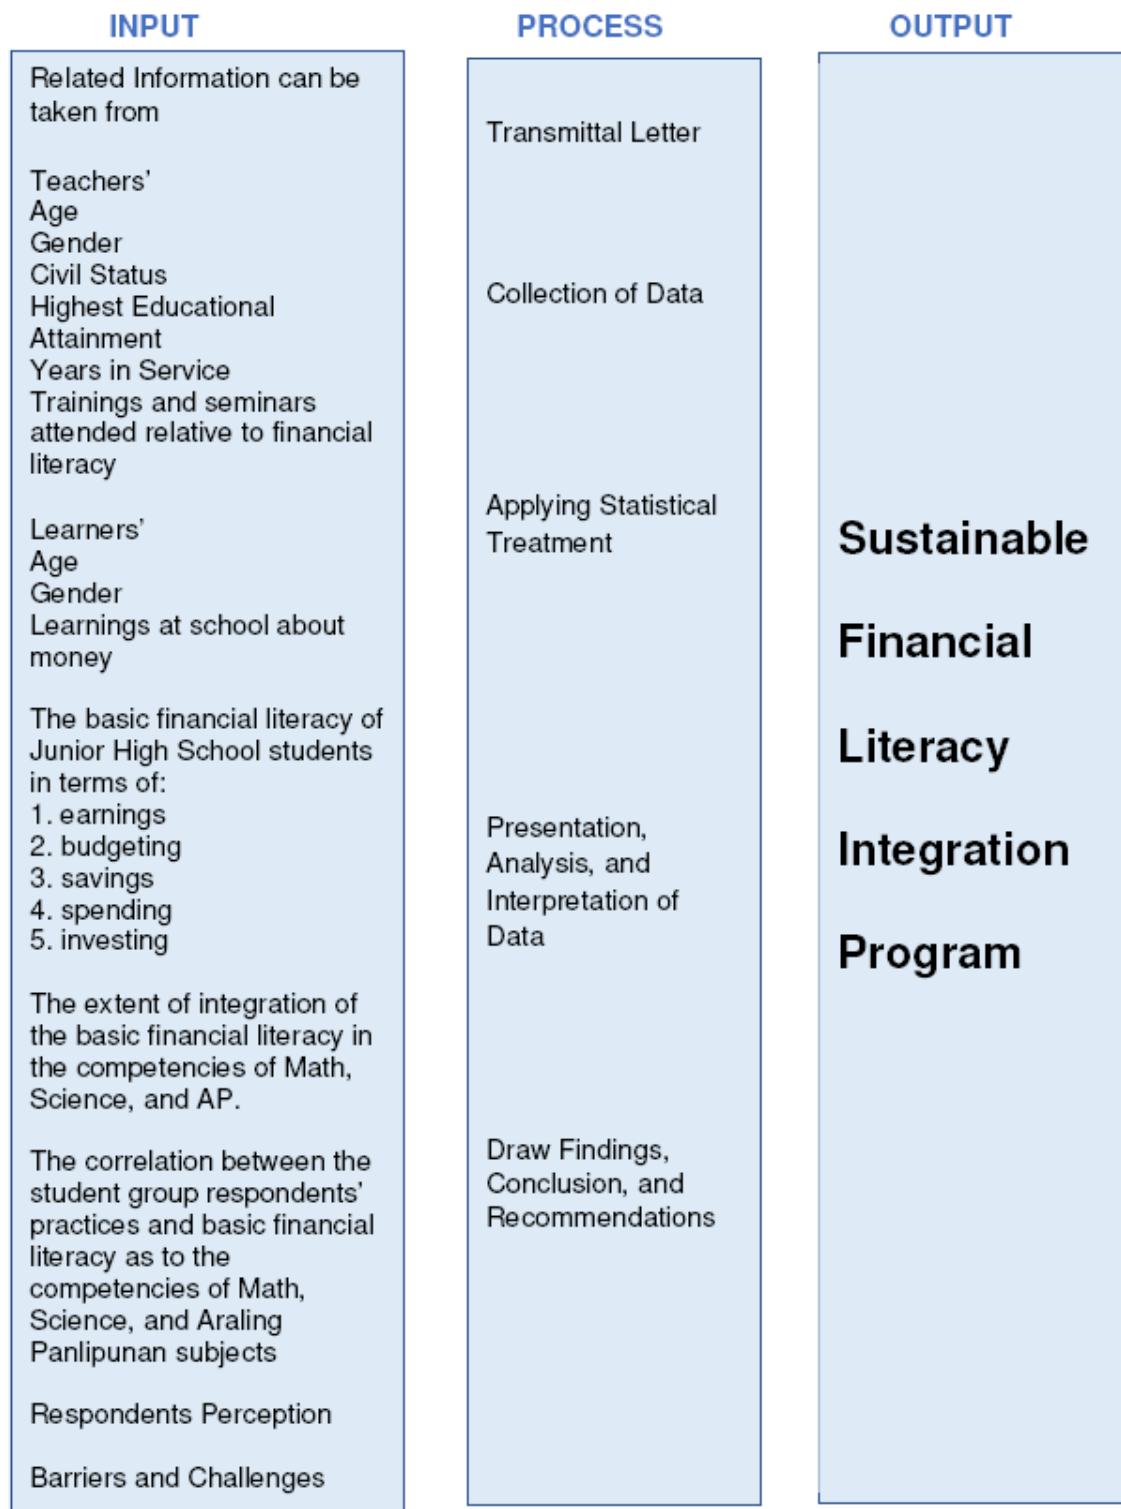 INPUT
Related Information can be
taken from
Teachers’
Age
Gender
Civil Status
Highest Educational
Attainment
Years in Service
Trainings and seminars
attended relative to financial
literacy
Learners’
Age
Gender
Learnings at school about
money
The basic financial literacy of
Junior High School students
in terms of:
1. earnings
2. budgeting
3. savings
4. spending
5. investing
The extent of integration of
the basic financial literacy in
the competencies of Math,
Science, and AP.
The correlation between the
student group respondents’
practices and basic financial
literacy as to the
competencies of Math,
Science, and Araling
Panlipunan subjects
Respondents Perception
Barriers and Challenges
PROCESS
Transmittal Letter
Collection of Data
Applying Statistical
Treatment
Presentation,
Analysis, and
Interpretation of
Data
Draw Findings,
Conclusion, and
Recommendations
OUTPUT
Sustainable
Financial
Literacy
Integration
Program